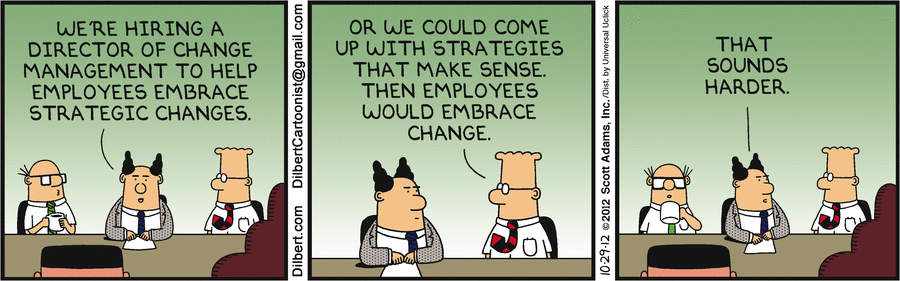 WE'RE HIRING A
DIRECTOR OF CHANGE
MANAGEMENT TO HELP
EMPLOYEES EMBRACE
STRATEGIC CHANGES.
Dilbert.com DilbertCartoonist@gmail.com
OR WE COULD COME
UP WITH STRATEGIES
THAT MAKE SENSE.
THEN EMPLOYEES
WOULD EMBRACE
CHANGE.
10-29-12 ©2012 Scott Adams, Inc./Dist. by Universal Uclick
THAT
SOUNDS
HARDER.